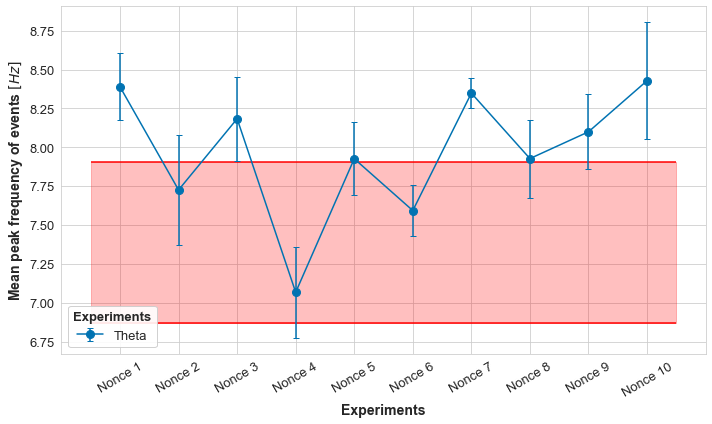 Mean peak frequency of events [Hz]
8.75
8.50
8.25
8.00
7.75
7.50
7.25
7.00
6.75
Experiments
Theta
Nonce 1
Nonce 2
Nonce 3
Nonce 4
Nonce 5
Nonce 6
Nonce 7
Nonce 8
Nonce 9
Nonce 10
Experiments